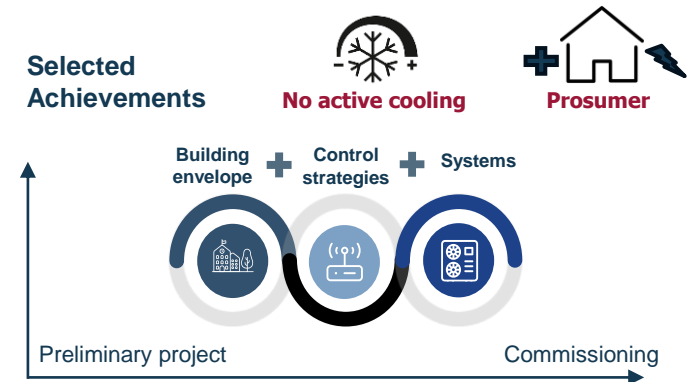 Selected
Achievements
No active cooling
Prosumer
Building
envelope
Control
strategies
Systems
Preliminary project
Commissioning